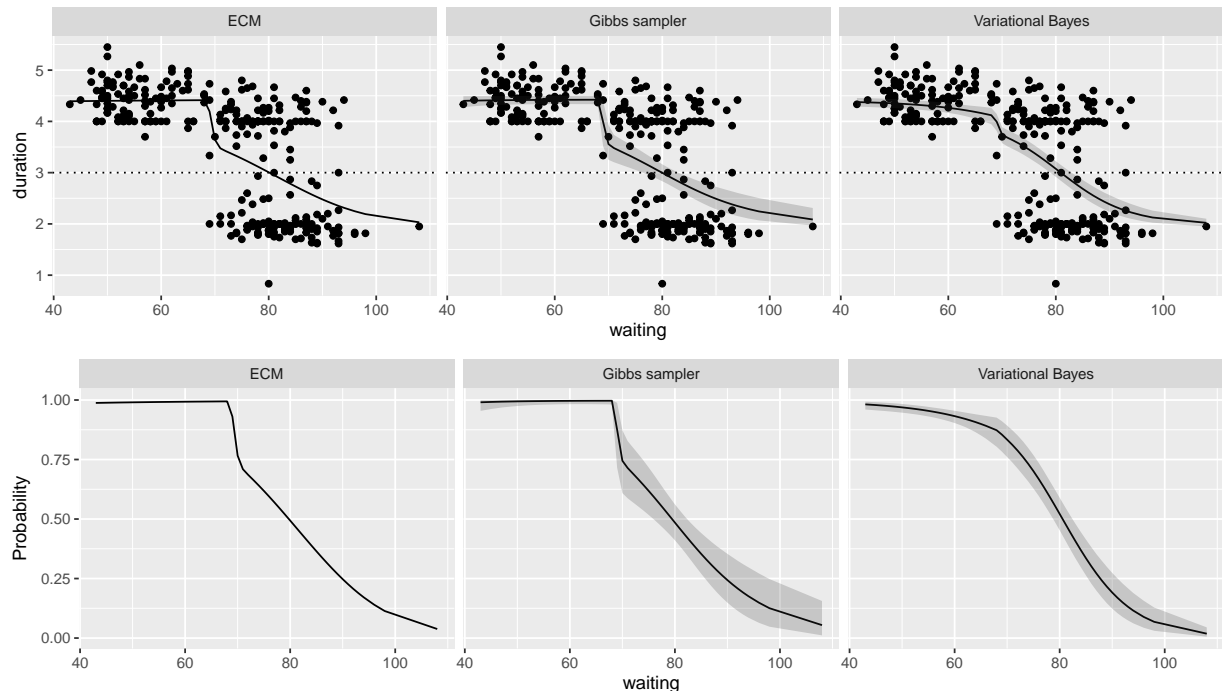 ECM Gibbs sampler Variational Bayes
5
4
3
2
1
duration
40 60 80 100 40 60 80 100 40 60 80 100
waiting
ECM Gibbs sampler Variational Bayes
1.00
0.75
0.50
0.25
0.00
Probability
40 60 80 100 40 60 80 100 40 60 80 100
waiting